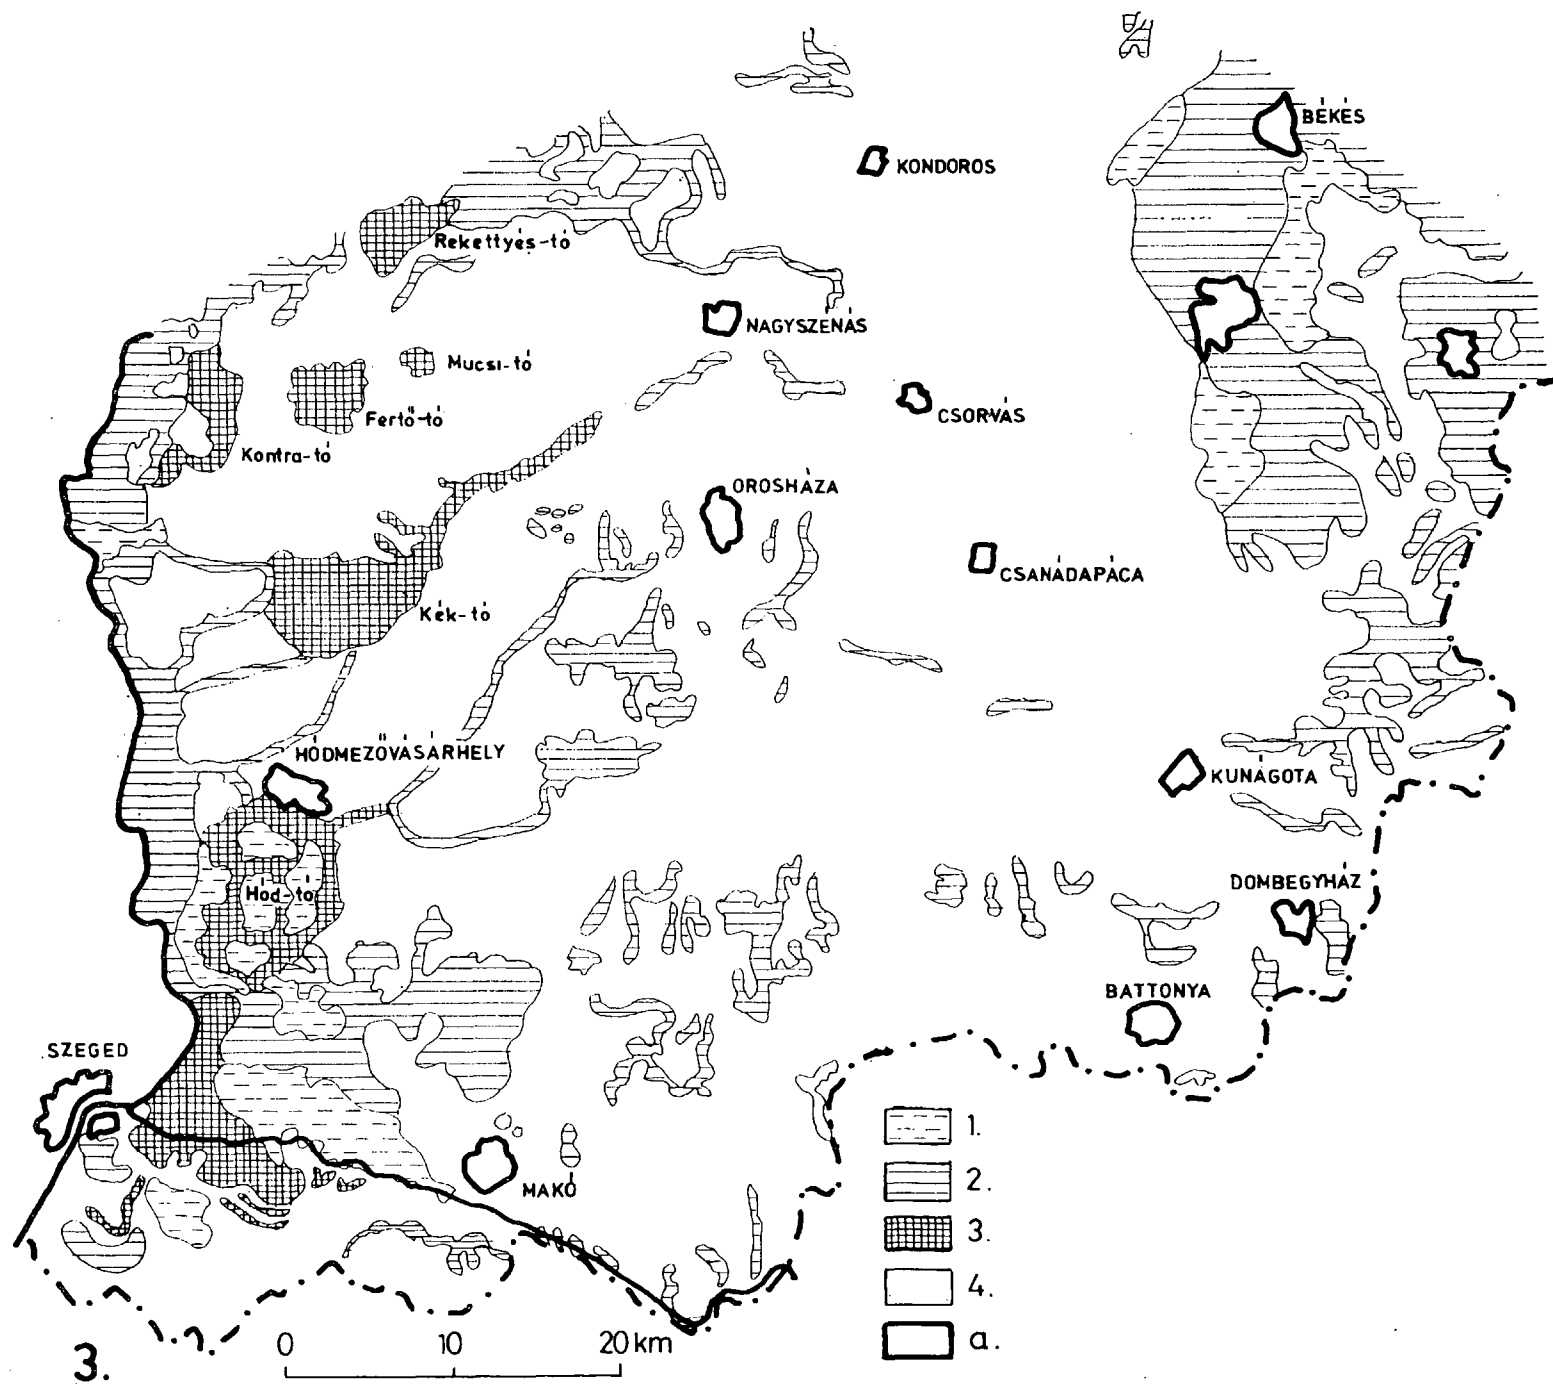 BÉKÉS
KONDOROS
Rekettyés-tó
NAGYSZÉNÁS
Mucsi-tó
Fertő-tó
CSORVÁS
Kontra-tó
OROSHÁZA
CSANÁDAPÁCA
Kék-tó
HÓDMEZŐVÁSÁRHELY
KUNÁGOTA
DOMBEGYHÁZ
Hód-tó
BATTONYA
SZEGED
MAKÓ
1.
2.
3.
4.
a.
0 10 20 km
3.